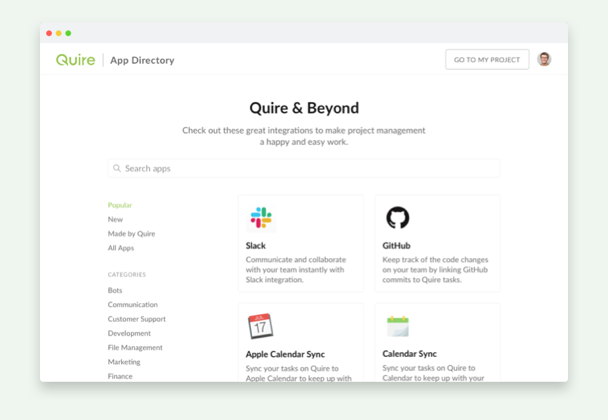 Quire
App Directory
GO TO MY PROJECT
Quire & Beyond
Check out these great integrations to make project management
a happy and easy work.
Search apps
Popular
New
Made by Quire
All Apps
CATEGORIES
Bots
Communication
Customer Support
Development
File Management
Marketing
Finance
Slack
Communicate and collaborate
with your team instantly with
Slack integration.
GitHub
Keep track of the code changes
on your team by linking GitHub
commits to Quire tasks.
JUL
17
Apple Calendar Sync
Sync your tasks on Quire to
Apple Calendar to keep up with
Calendar Sync
Sync your tasks on Quire to
Calendar to keep up with your